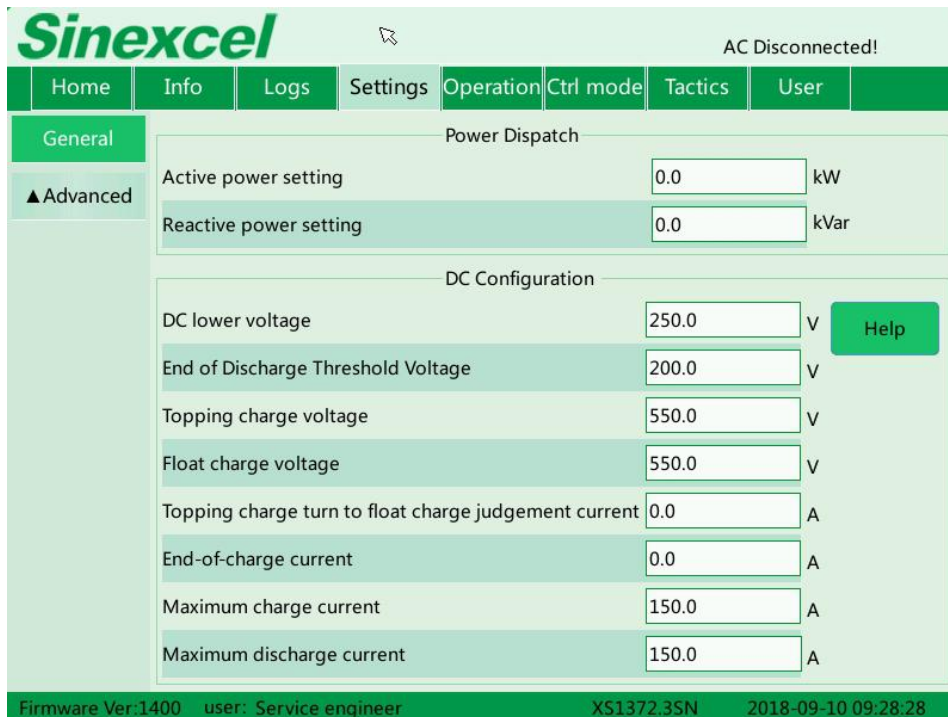 Sinexcel
AC Disconnected!
Home Info Logs Settings Operation Ctrl mode Tactics User
General
▲Advanced
Power Dispatch
Active power setting 0.0 kW
Reactive power setting 0.0 kVar
DC Configuration
DC lower voltage 250.0 V
Help
End of Discharge Threshold Voltage 200.0 V
Topping charge voltage 550.0 V
Float charge voltage 550.0 V
Topping charge turn to float charge judgement current 0.0 A
End-of-charge current 0.0 A
Maximum charge current 150.0 A
Maximum discharge current 150.0 A
Firmware Ver:1400 user: Service engineer XS1372.3SN 2018-09-10 09:28:28